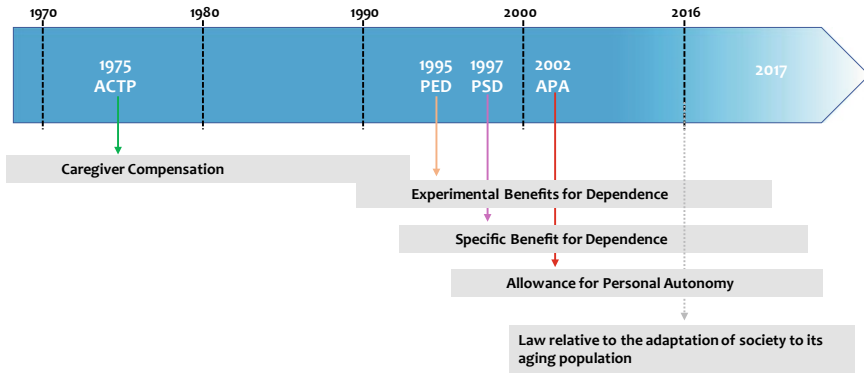 1970 1980 1990 2000 2016
1975 1995 1997 2002 2017
ACTP PED PSD APA
Caregiver Compensation
Experimental Benefits for Dependence
Specific Benefit for Dependence
Allowance for Personal Autonomy
Law relative to the adaptation of society to its
aging population